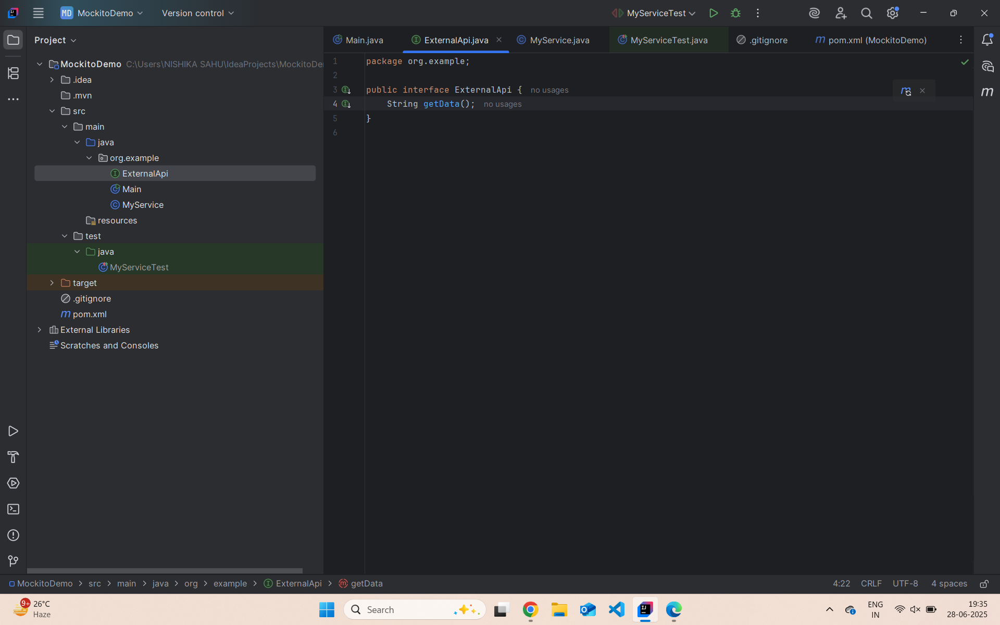 MD MockitoDemo Version control MyServiceTest
Project
Main.java ExternalApi.java MyService.java MyServiceTest.java .gitignore m pom.xml (MockitoDemo)
MockitoDemo C:\Users\NISHIKA SAHU\IdeaProjects\MockitoDe
.idea
.mvn
src
main
java
org.example
ExternalApi
Main
MyService
resources
test
java
MyServiceTest
target
.gitignore
m pom.xml
External Libraries
Scratches and Consoles
1 package org.example;
2
3 public interface ExternalApi { no usages
4 String getData(); no usages
5 }
6
MockitoDemo > src > main > java > org > example > ExternalApi > getData 4:22 CRLF UTF-8 4 spaces
9+ 26°C
Haze
Search
ENG
IN
19:35
28-06-2025